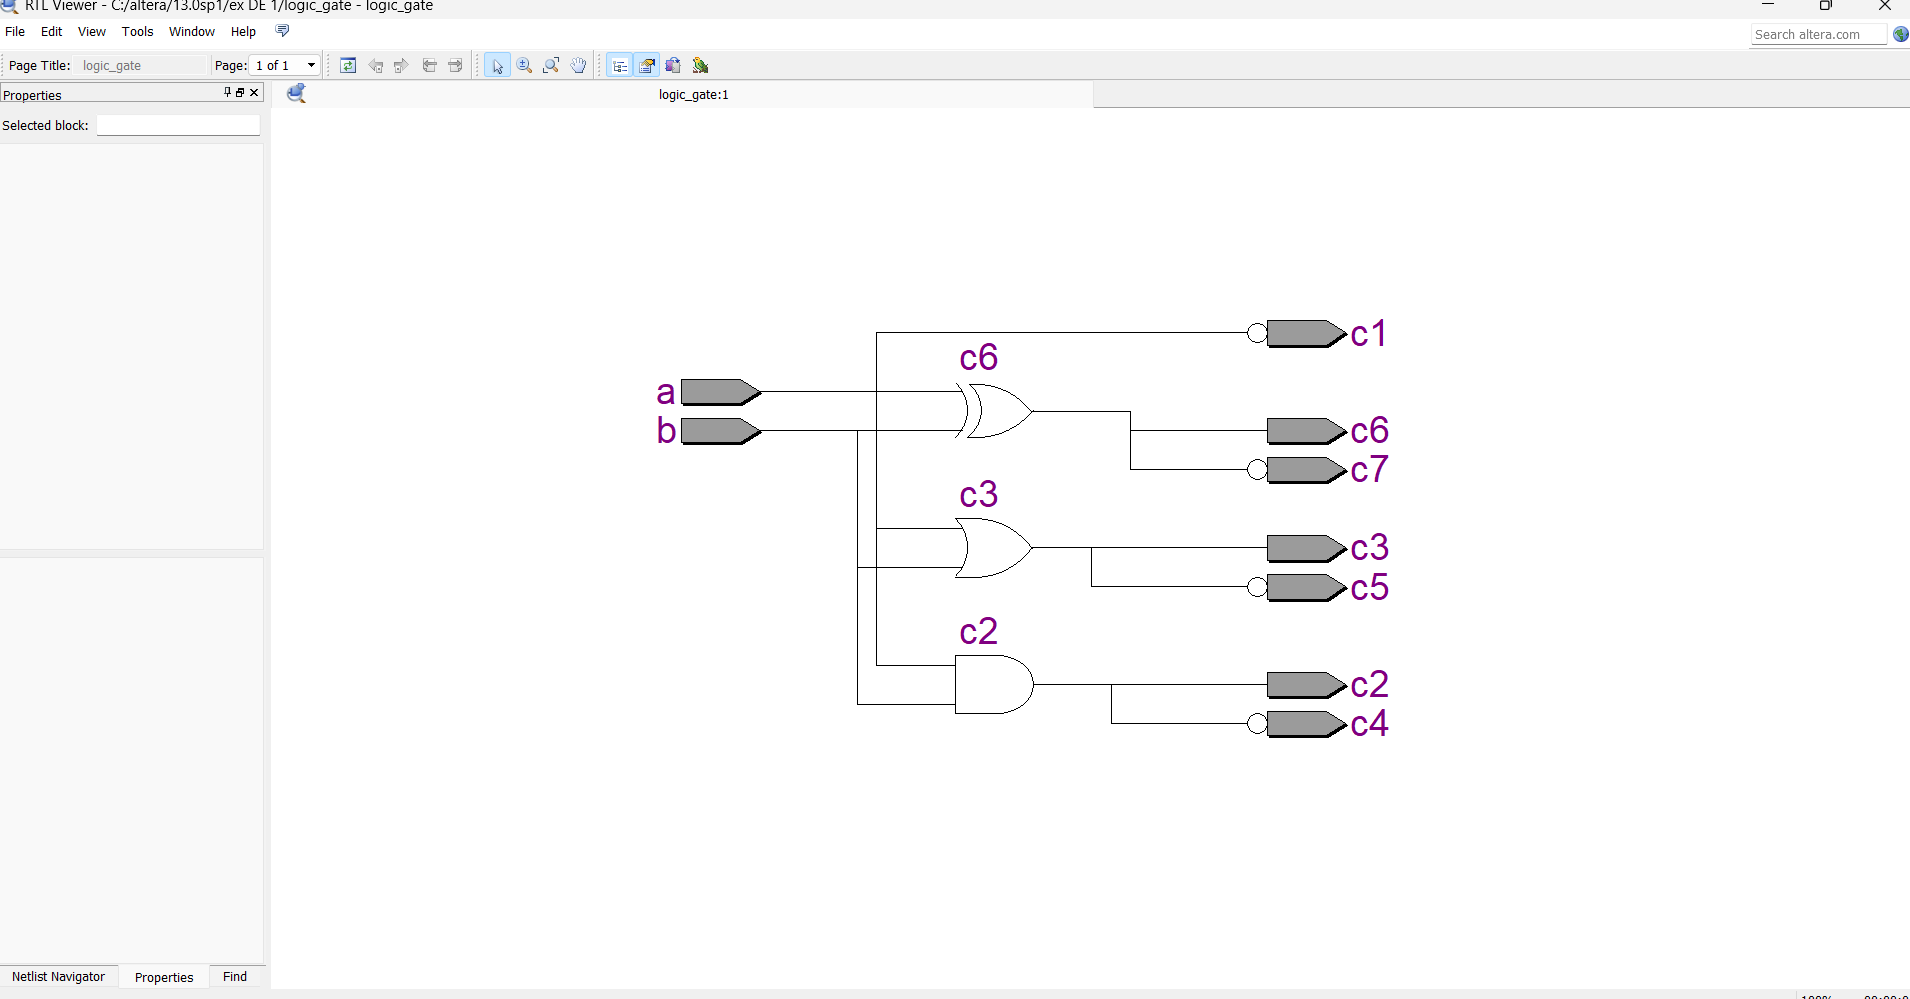 RTL Viewer - C:/altera/13.0sp1/ex DE 1/logic_gate - logic_gate
File Edit View Tools Window Help
Search altera.com
Page Title: logic_gate Page: 1 of 1
Properties
logic_gate:1
Selected block:
c1
c6
a
b
c6
c7
c3
c3
c5
c2
c2
c4
Netlist Navigator Properties Find